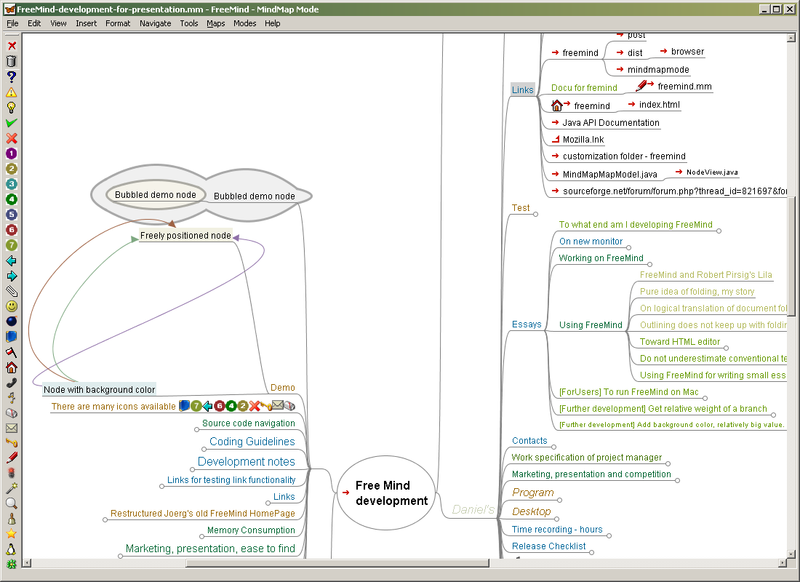 FreeMind-development-for-presentation.mm - FreeMind - MindMap Mode
File Edit View Insert Format Navigate Tools Maps Modes Help
Bubbled demo node
Bubbled demo node
Freely positioned node
Node with background color
Demo
There are many icons available
Source code navigation
Coding Guidelines
Development notes
Links for testing link functionality
Links
Restructured Joerg's old FreeMind HomePage
Memory Consumption
Marketing, presentation, ease to find
Free Mind
development
Daniel's
post
freemind
dist
browser
mindmapmode
Links
Docu for fremind
freemind.mm
freemind
index.html
Java API Documentation
Mozilla.lnk
customization folder - freemind
MindMapMapModel.java
NodeView.java
sourceforge.net/forum/forum.php?thread_id=821697&for
Test
To what end am I developing FreeMind
On new monitor
Working on FreeMind
FreeMind and Robert Pirsig's Lila
Pure idea of folding, my story
On logical translation of document fol
Essays
Using FreeMind
Outlining does not keep up with foldin
Toward HTML editor
Do not underestimate conventional te
Using FreeMind for writing small ess
[ForUsers] To run FreeMind on Mac
[Further development] Get relative weight of a branch
[Further development] Add background color, relatively big value.
Contacts
Work specification of project manager
Marketing, presentation and competition
Program
Desktop
Time recording - hours
Release Checklist